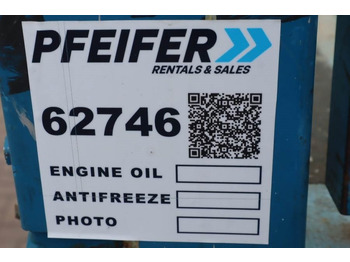 PFEIFER
RENTALS & SALES
62746
ENGINE OIL
ANTIFREEZE
PHOTO